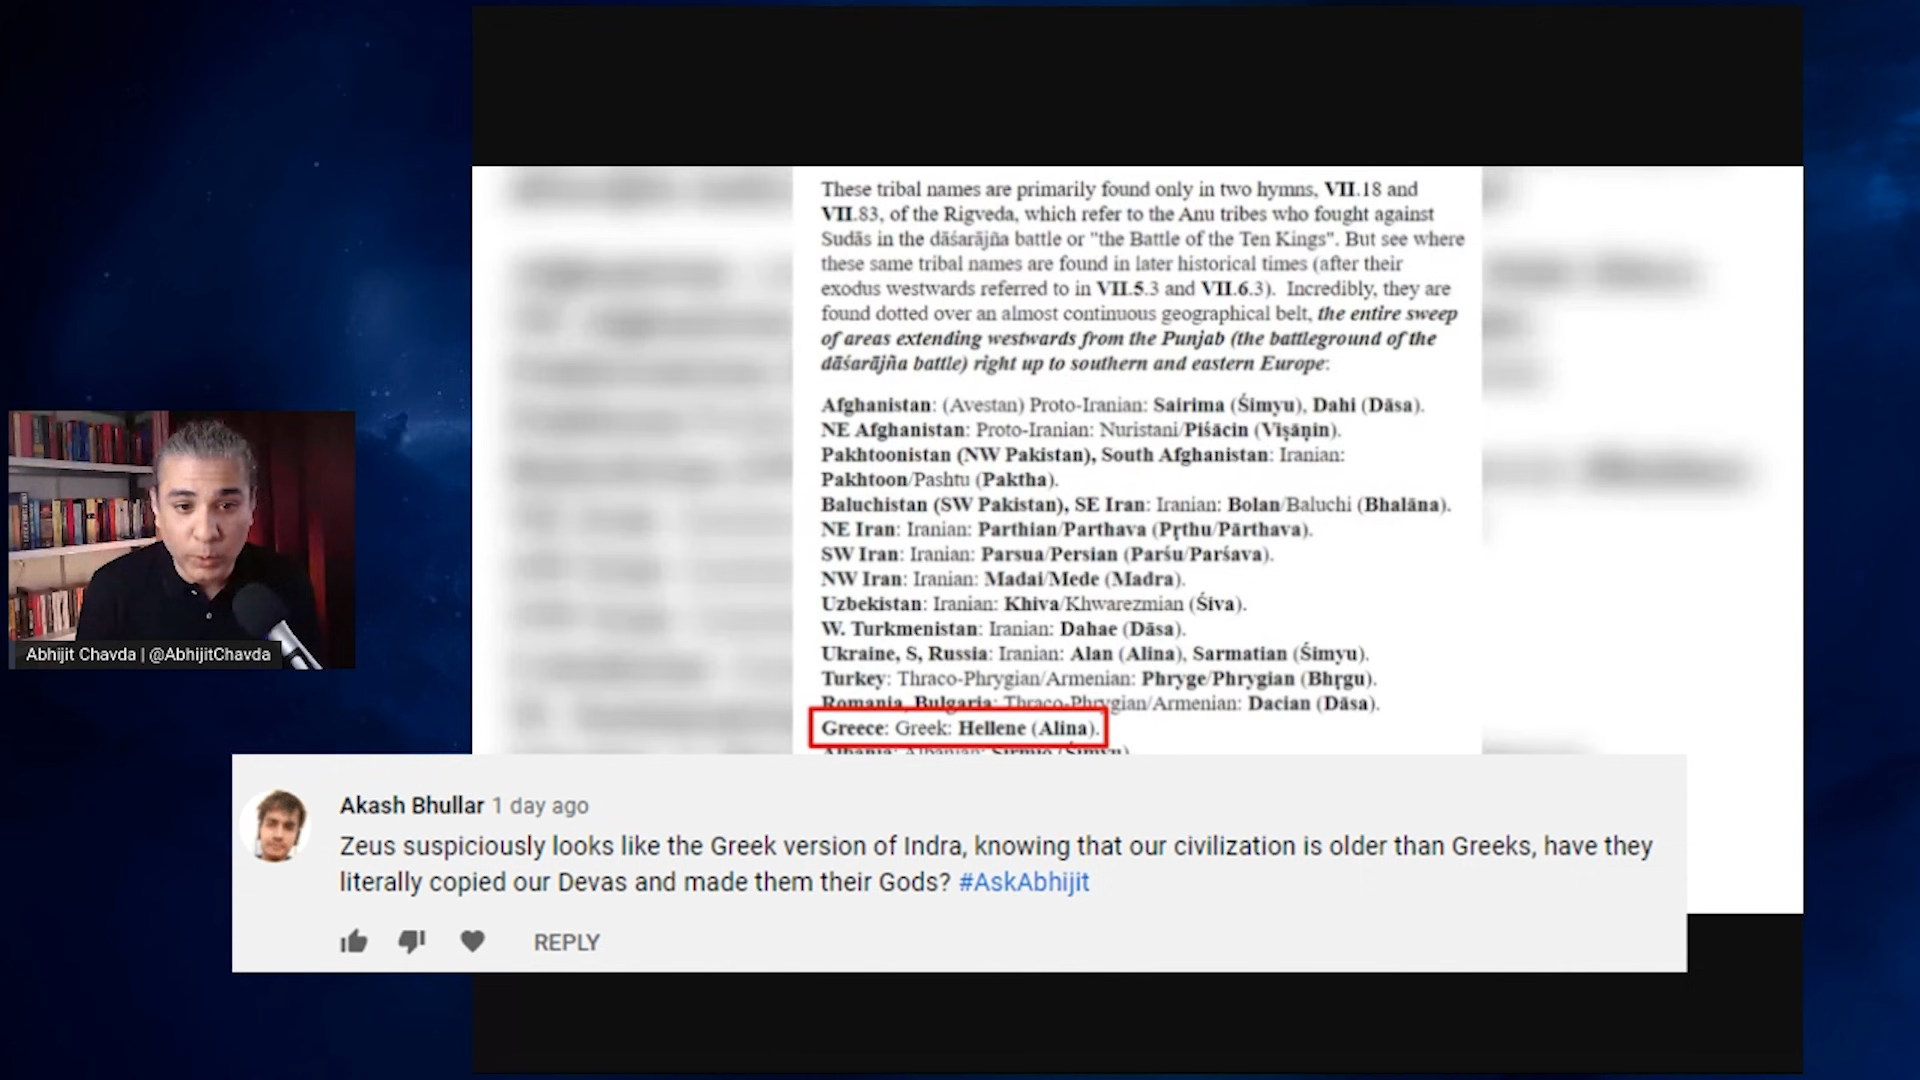 These tribal names are primarily found only in two hymns, VII.18 and
VII.83, of the Rigveda, which refer to the Anu tribes who fought against
Sudās in the dāśarājña battle or "the Battle of the Ten Kings". But see where
these same tribal names are found in later historical times (after their
exodus westwards referred to in VII.5.3 and VII.6.3). Incredibly, they are
found dotted over an almost continuous geographical belt, the entire sweep
of areas extending westwards from the Punjab (the battleground of the
dāśarājña battle) right up to southern and eastern Europe:
Afghanistan: (Avestan) Proto-Iranian: Sairima (Śimyu), Dahi (Dāsa).
NE Afghanistan: Proto-Iranian: Nuristani/Piśācin (Viṣāṇin).
Pakhtoonistan (NW Pakistan), South Afghanistan: Iranian:
Pakhtoon/Pashtu (Paktha).
Baluchistan (SW Pakistan), SE Iran: Iranian: Bolan/Baluchi (Bhalāna).
NE Iran: Iranian: Parthian/Parthava (Pṛthu/Pārthava).
SW Iran: Iranian: Parsua/Persian (Parśu/Parśava).
NW Iran: Iranian: Madai/Mede (Madra).
Uzbekistan: Iranian: Khiva/Khwarezmian (Śiva).
W. Turkmenistan: Iranian: Dahae (Dāsa).
Ukraine, S, Russia: Iranian: Alan (Alina), Sarmatian (Śimyu).
Turkey: Thraco-Phrygian/Armenian: Phryge/Phrygian (Bhṛgu).
Romania, Bulgaria: Thraco-Phrygian/Armenian: Dacian (Dāsa).
Greece: Greek: Hellene (Alina).
Albania: Albanian: Sirmio (Śimyu).
Abhijit Chavda | @AbhijitChavda
Akash Bhullar 1 day ago
Zeus suspiciously looks like the Greek version of Indra, knowing that our civilization is older than Greeks, have they
literally copied our Devas and made them their Gods? #AskAbhijit
REPLY